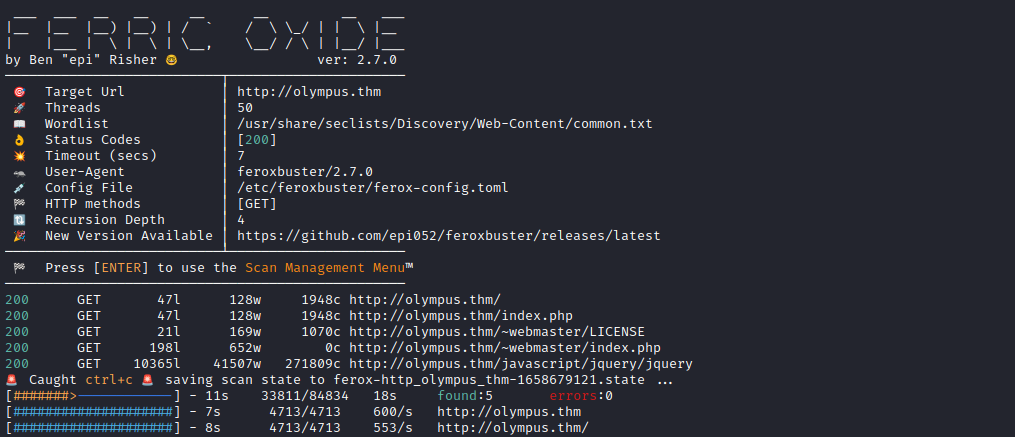 FERRIC OXIDE
by Ben "epi" Risher 🤓 ver: 2.7.0
🎯 Target Url │ http://olympus.thm
🚀 Threads │ 50
📖 Wordlist │ /usr/share/seclists/Discovery/Web-Content/common.txt
👌 Status Codes │ [200]
💥 Timeout (secs) │ 7
🦡 User-Agent │ feroxbuster/2.7.0
💉 Config File │ /etc/feroxbuster/ferox-config.toml
🏁 HTTP methods │ [GET]
🔃 Recursion Depth │ 4
🎉 New Version Available │ https://github.com/epi052/feroxbuster/releases/latest
🏁 Press [ENTER] to use the Scan Management Menu™
200 GET 47l 128w 1948c http://olympus.thm/
200 GET 47l 128w 1948c http://olympus.thm/index.php
200 GET 21l 169w 1070c http://olympus.thm/~webmaster/LICENSE
200 GET 198l 652w 0c http://olympus.thm/~webmaster/index.php
200 GET 10365l 41507w 271809c http://olympus.thm/javascript/jquery/jquery
🚨 Caught ctrl+c 🚨 saving scan state to ferox-http_olympus_thm-1658679121.state ...
[#######>------------] - 11s 33811/84834 18s found:5 errors:0
[####################] - 7s 4713/4713 600/s http://olympus.thm
[####################] - 8s 4713/4713 553/s http://olympus.thm/